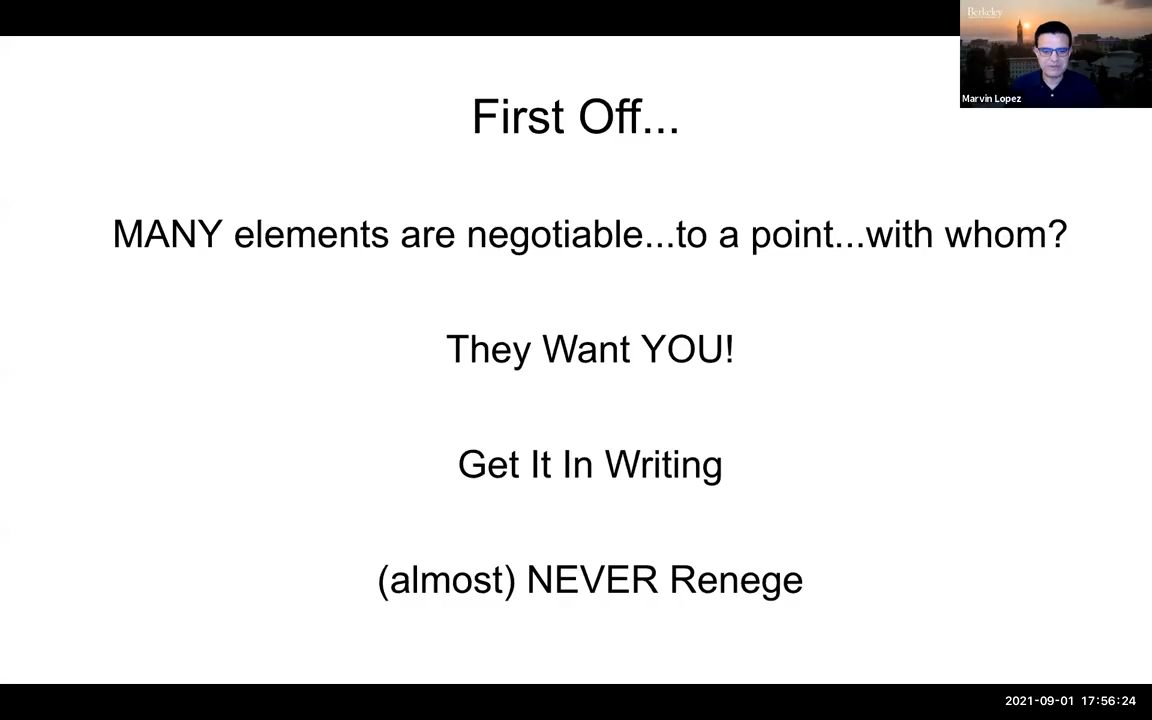 Berkeley
Marvin Lopez
First Off...
MANY elements are negotiable...to a point...with whom?
They Want YOU!
Get It In Writing
(almost) NEVER Renege
2021-09-01 17:56:24